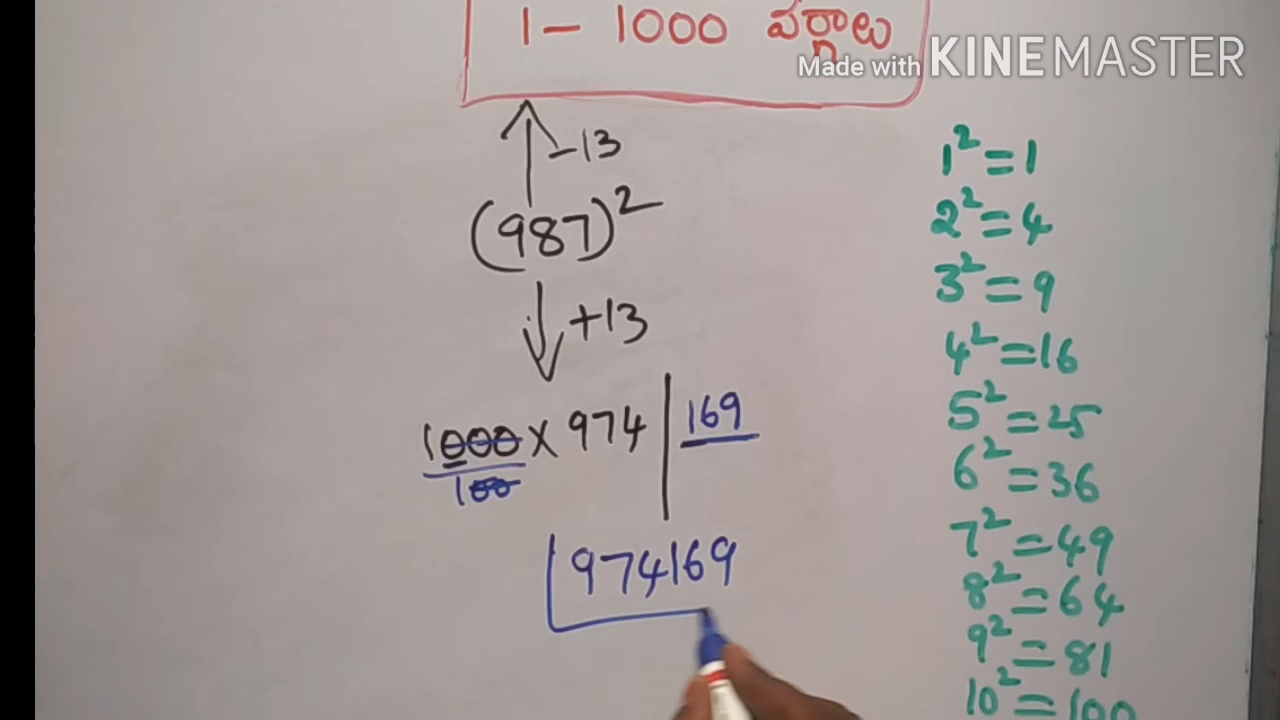 1 - 1000 వర్గాలు
Made with KINEMASTER
-13
(987)²
+13
1000 × 974 | 169
100
974169
1² = 1
2² = 4
3² = 9
4² = 16
5² = 25
6² = 36
7² = 49
8² = 64
9² = 81
10² = 100